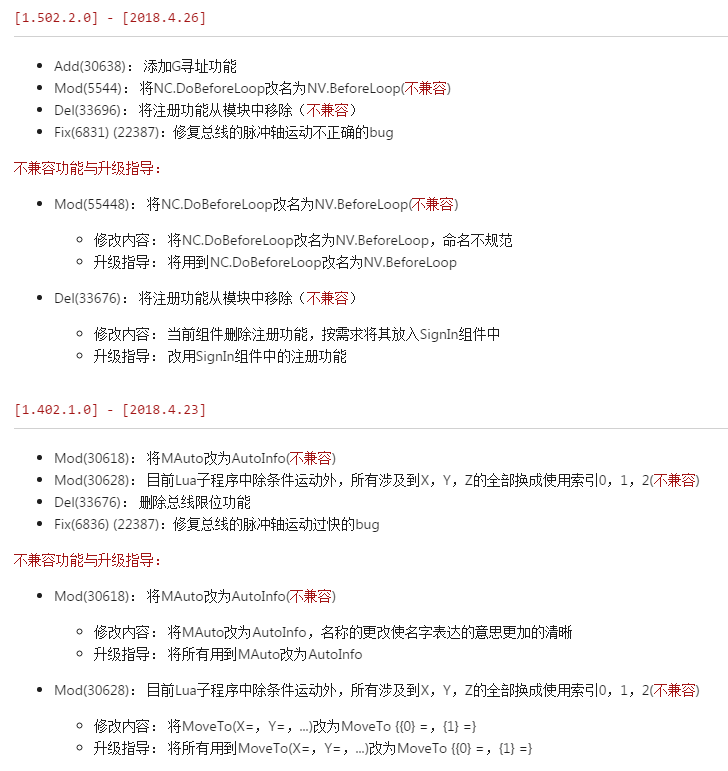 [1.502.2.0] - [2018.4.26]
Add(30638)： 添加G寻址功能
Mod(5544)： 将NC.DoBeforeLoop改名为NV.BeforeLoop(不兼容)
Del(33696)： 将注册功能从模块中移除（不兼容）
Fix(6831) (22387)：修复总线的脉冲轴运动不正确的bug
不兼容功能与升级指导：
Mod(55448)： 将NC.DoBeforeLoop改名为NV.BeforeLoop(不兼容)
修改内容： 将NC.DoBeforeLoop改名为NV.BeforeLoop，命名不规范
升级指导： 将用到NC.DoBeforeLoop改名为NV.BeforeLoop
Del(33676)： 将注册功能从模块中移除（不兼容）
修改内容： 当前组件删除注册功能，按需求将其放入SignIn组件中
升级指导： 改用SignIn组件中的注册功能
[1.402.1.0] - [2018.4.23]
Mod(30618)： 将MAuto改为AutoInfo(不兼容)
Mod(30628)： 目前Lua子程序中除条件运动外，所有涉及到X，Y，Z的全部换成使用索引0，1，2(不兼容)
Del(33676)： 删除总线限位功能
Fix(6836) (22387)：修复总线的脉冲轴运动过快的bug
不兼容功能与升级指导：
Mod(30618)： 将MAuto改为AutoInfo(不兼容)
修改内容： 将MAuto改为AutoInfo，名称的更改使名字表达的意思更加的清晰
升级指导： 将所有用到MAuto改为AutoInfo
Mod(30628)： 目前Lua子程序中除条件运动外，所有涉及到X，Y，Z的全部换成使用索引0，1，2(不兼容)
修改内容： 将MoveTo(X=，Y=，...)改为MoveTo {{0} =，{1} =}
升级指导： 将所有用到MoveTo(X=，Y=，...)改为MoveTo {{0} =，{1} =}